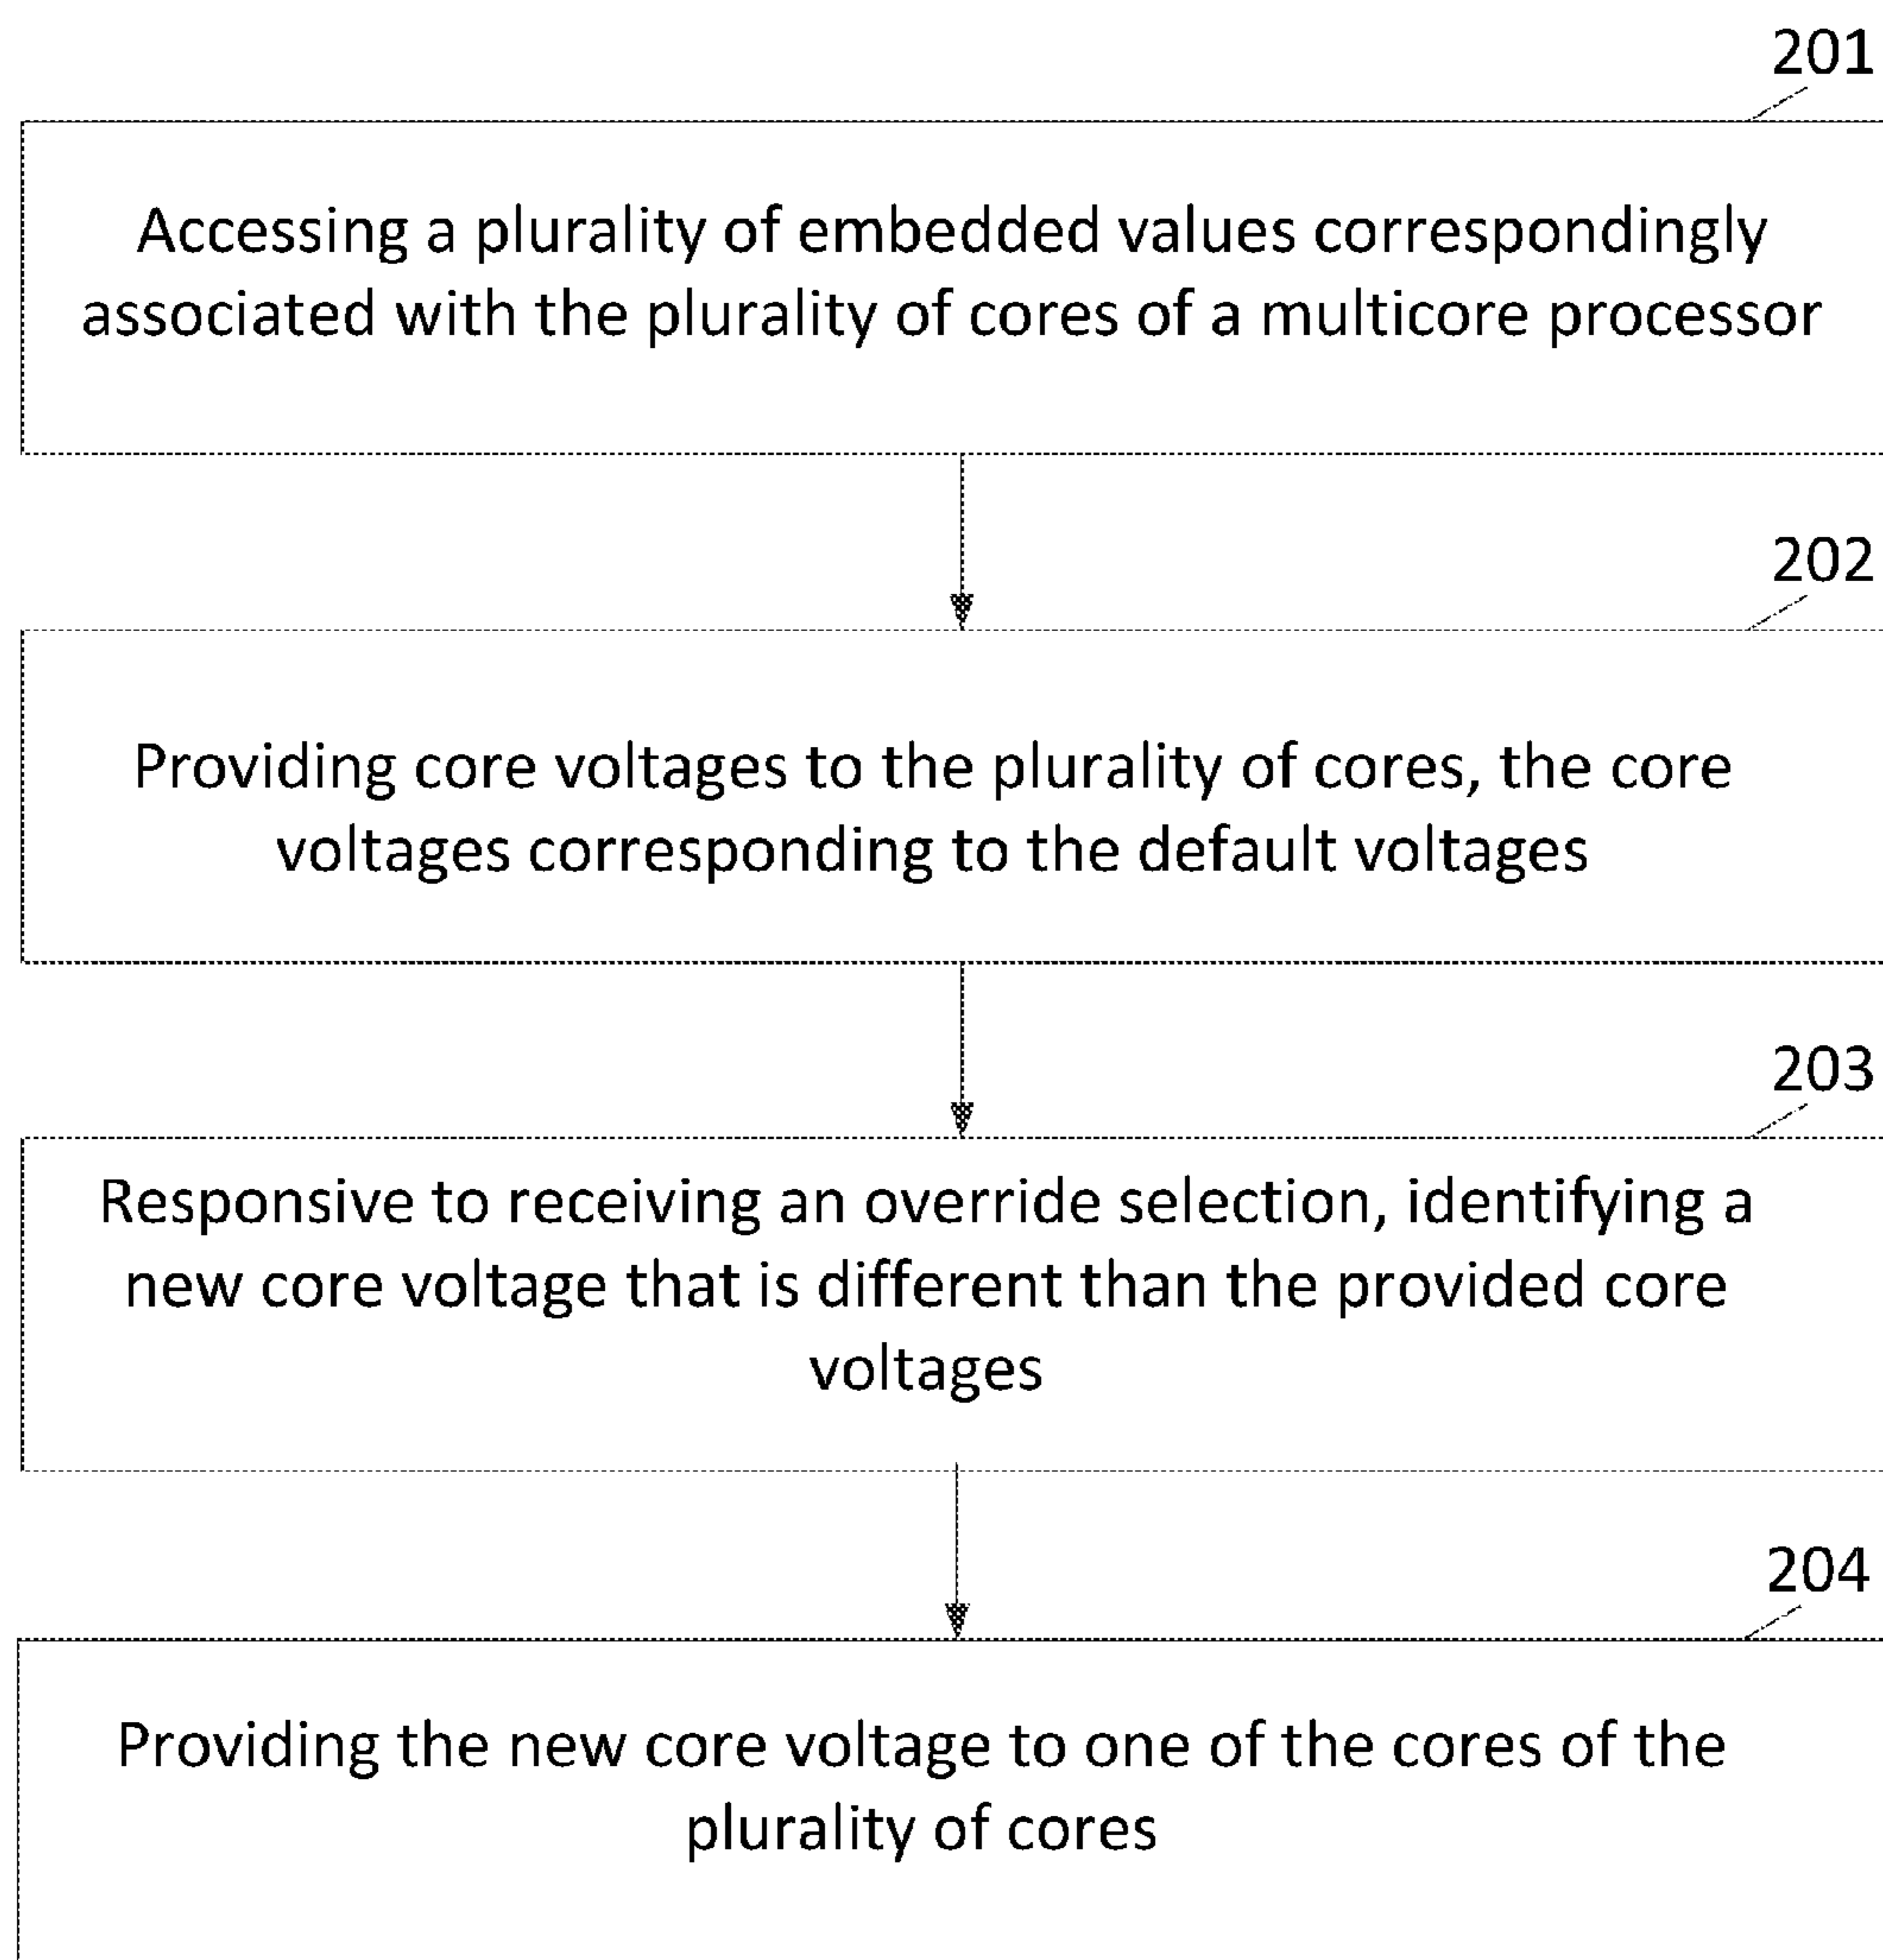 201
Accessing a plurality of embedded values correspondingly
associated with the plurality of cores of a multicore processor
202
Providing core voltages to the plurality of cores, the core
voltages corresponding to the default voltages
203
Responsive to receiving an override selection, identifying a
new core voltage that is different than the provided core
voltages
204
Providing the new core voltage to one of the cores of the
plurality of cores